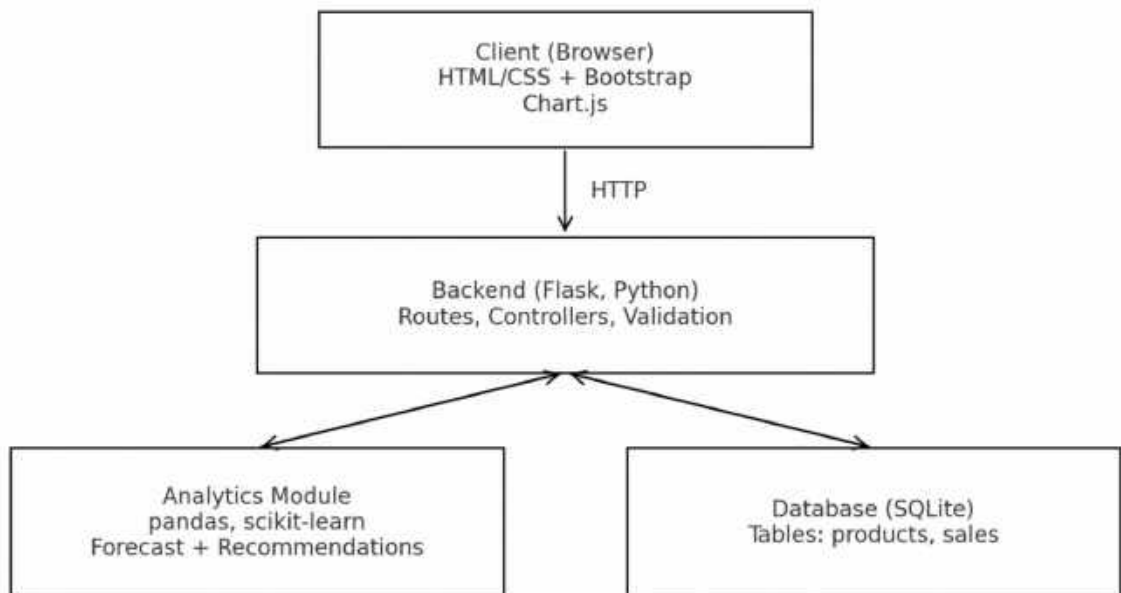 Client (Browser)
HTML/CSS + Bootstrap
Chart.js
HTTP
Backend (Flask, Python)
Routes, Controllers, Validation
Analytics Module
pandas, scikit-learn
Forecast + Recommendations
Database (SQLite)
Tables: products, sales